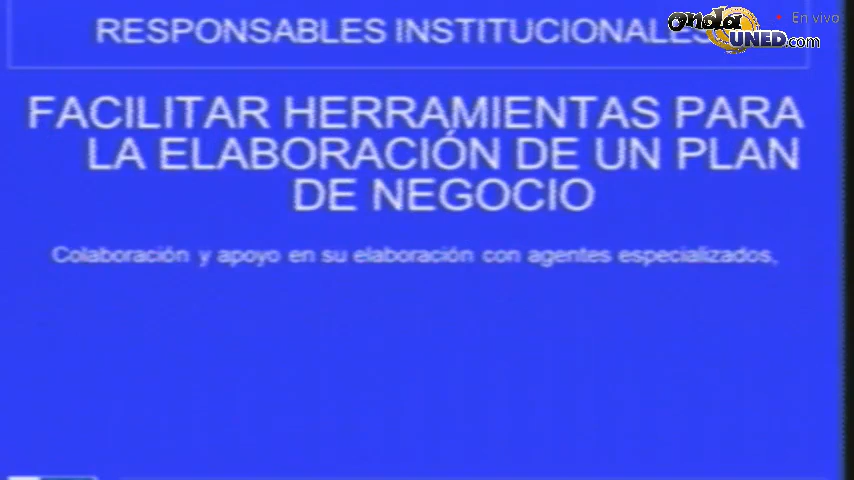 RESPONSABLES INSTITUCIONALES
onda UNED.com
En vivo
FACILITAR HERRAMIENTAS PARA
LA ELABORACIÓN DE UN PLAN
DE NEGOCIO
Colaboración y apoyo en su elaboración con agentes especializados,